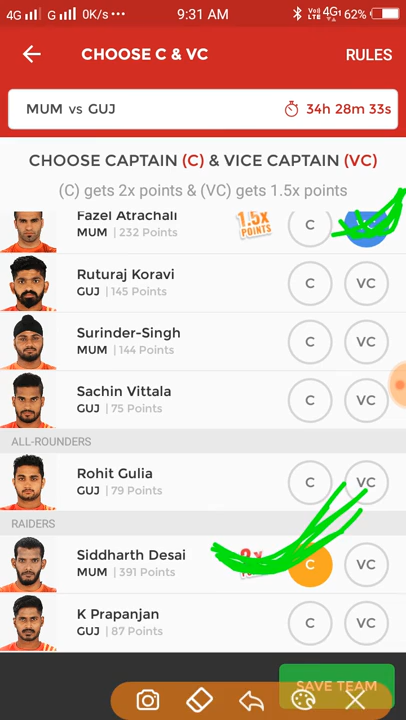 4G G 0K/s ••• 9:31 AM VoLTE 4G 62%
CHOOSE C & VC RULES
MUM vs GUJ 34h 28m 33s
CHOOSE CAPTAIN (C) & VICE CAPTAIN (VC)
(C) gets 2x points & (VC) gets 1.5x points
Fazel Atrachali
MUM | 232 Points
1.5X
POINTS
C
Ruturaj Koravi
GUJ | 145 Points
C VC
Surinder-Singh
MUM | 144 Points
C VC
Sachin Vittala
GUJ | 75 Points
C VC
ALL-ROUNDERS
Rohit Gulia
GUJ | 79 Points
C VC
RAIDERS
Siddharth Desai
MUM | 391 Points
2x
C VC
K Prapanjan
GUJ | 87 Points
C VC
SAVE TEAM